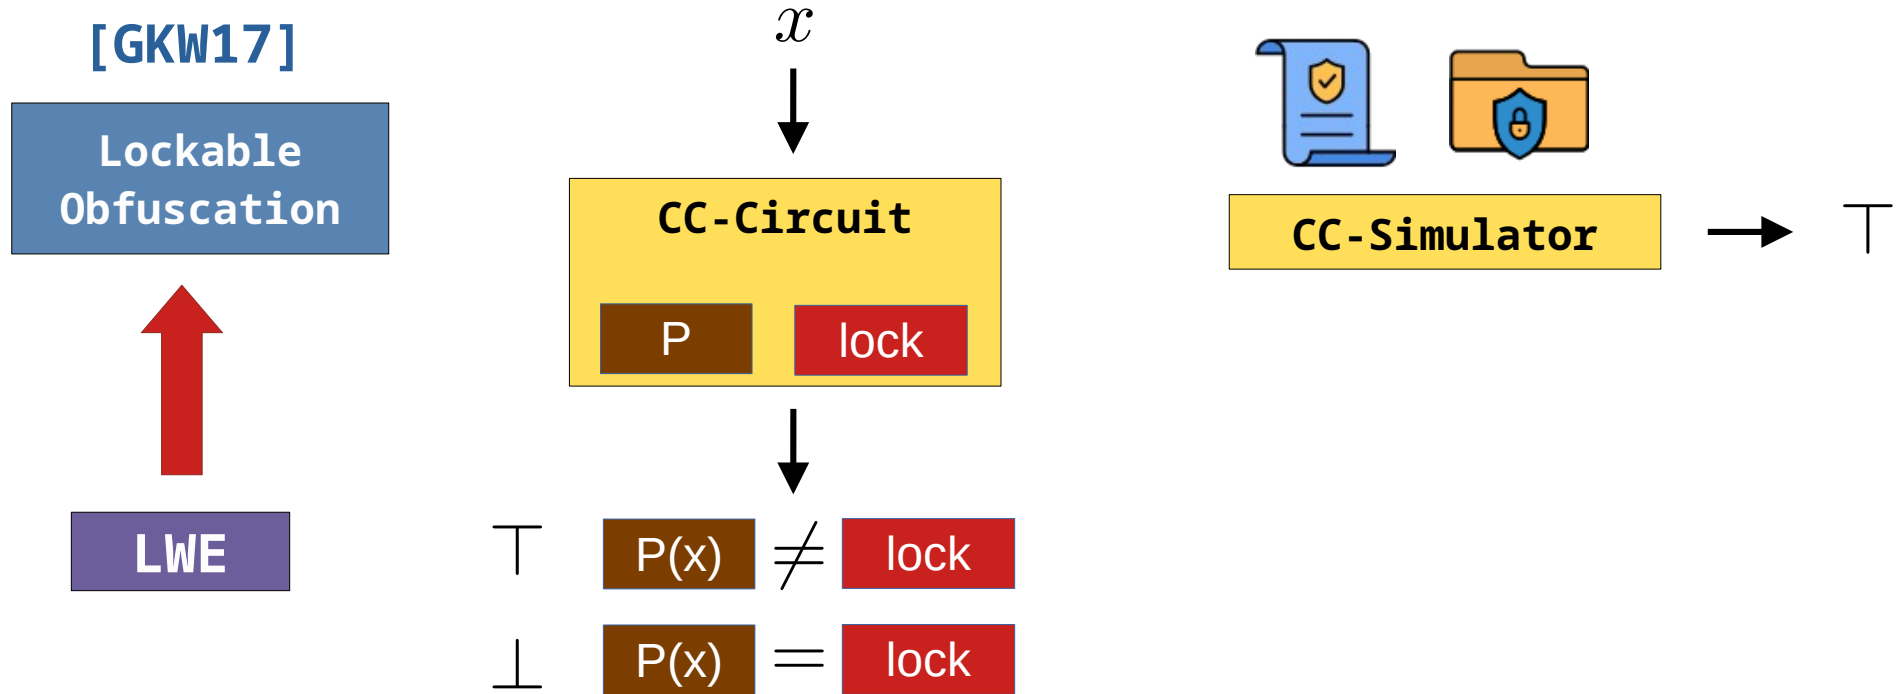 [GKW17]
Lockable
Obfuscation
LWE
x
CC-Circuit
P
lock
⊤ P(x) ≠ lock
⊥ P(x) = lock
CC-Simulator
⊤